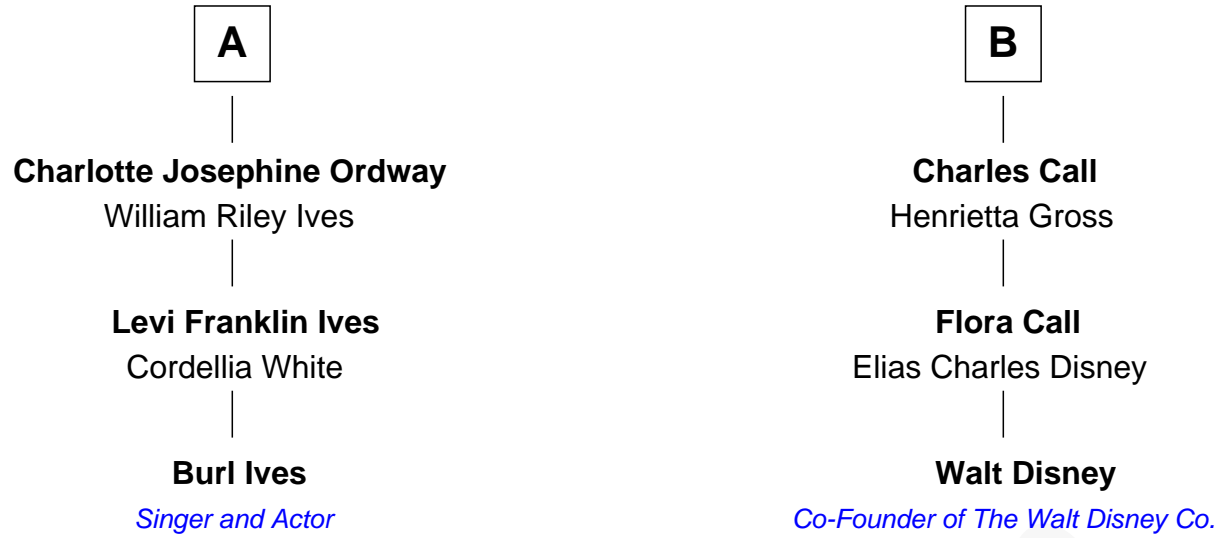 A
Charlotte Josephine Ordway
William Riley Ives
Levi Franklin Ives
Cordellia White
Burl Ives
Singer and Actor
B
Charles Call
Henrietta Gross
Flora Call
Elias Charles Disney
Walt Disney
Co-Founder of The Walt Disney Co.